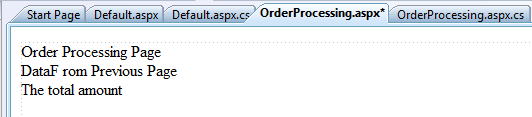 Start Page Default.aspx Default.aspx.cs OrderProcessing.aspx* OrderProcessing.aspx.cs
Order Processing Page
DataF rom Previous Page
The total amount